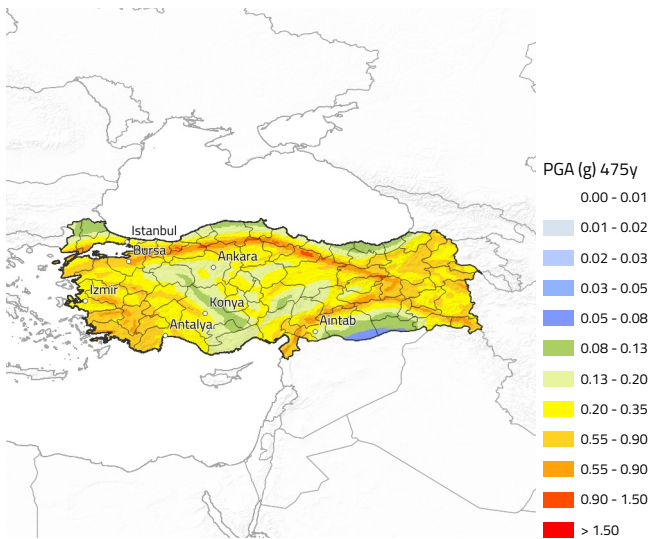 Istanbul
Bursa
Ankara
Izmir
Konya
Antalya
Aintab
PGA (g) 475y
0.00 - 0.01
0.01 - 0.02
0.02 - 0.03
0.03 - 0.05
0.05 - 0.08
0.08 - 0.13
0.13 - 0.20
0.20 - 0.35
0.55 - 0.90
0.55 - 0.90
0.90 - 1.50
> 1.50